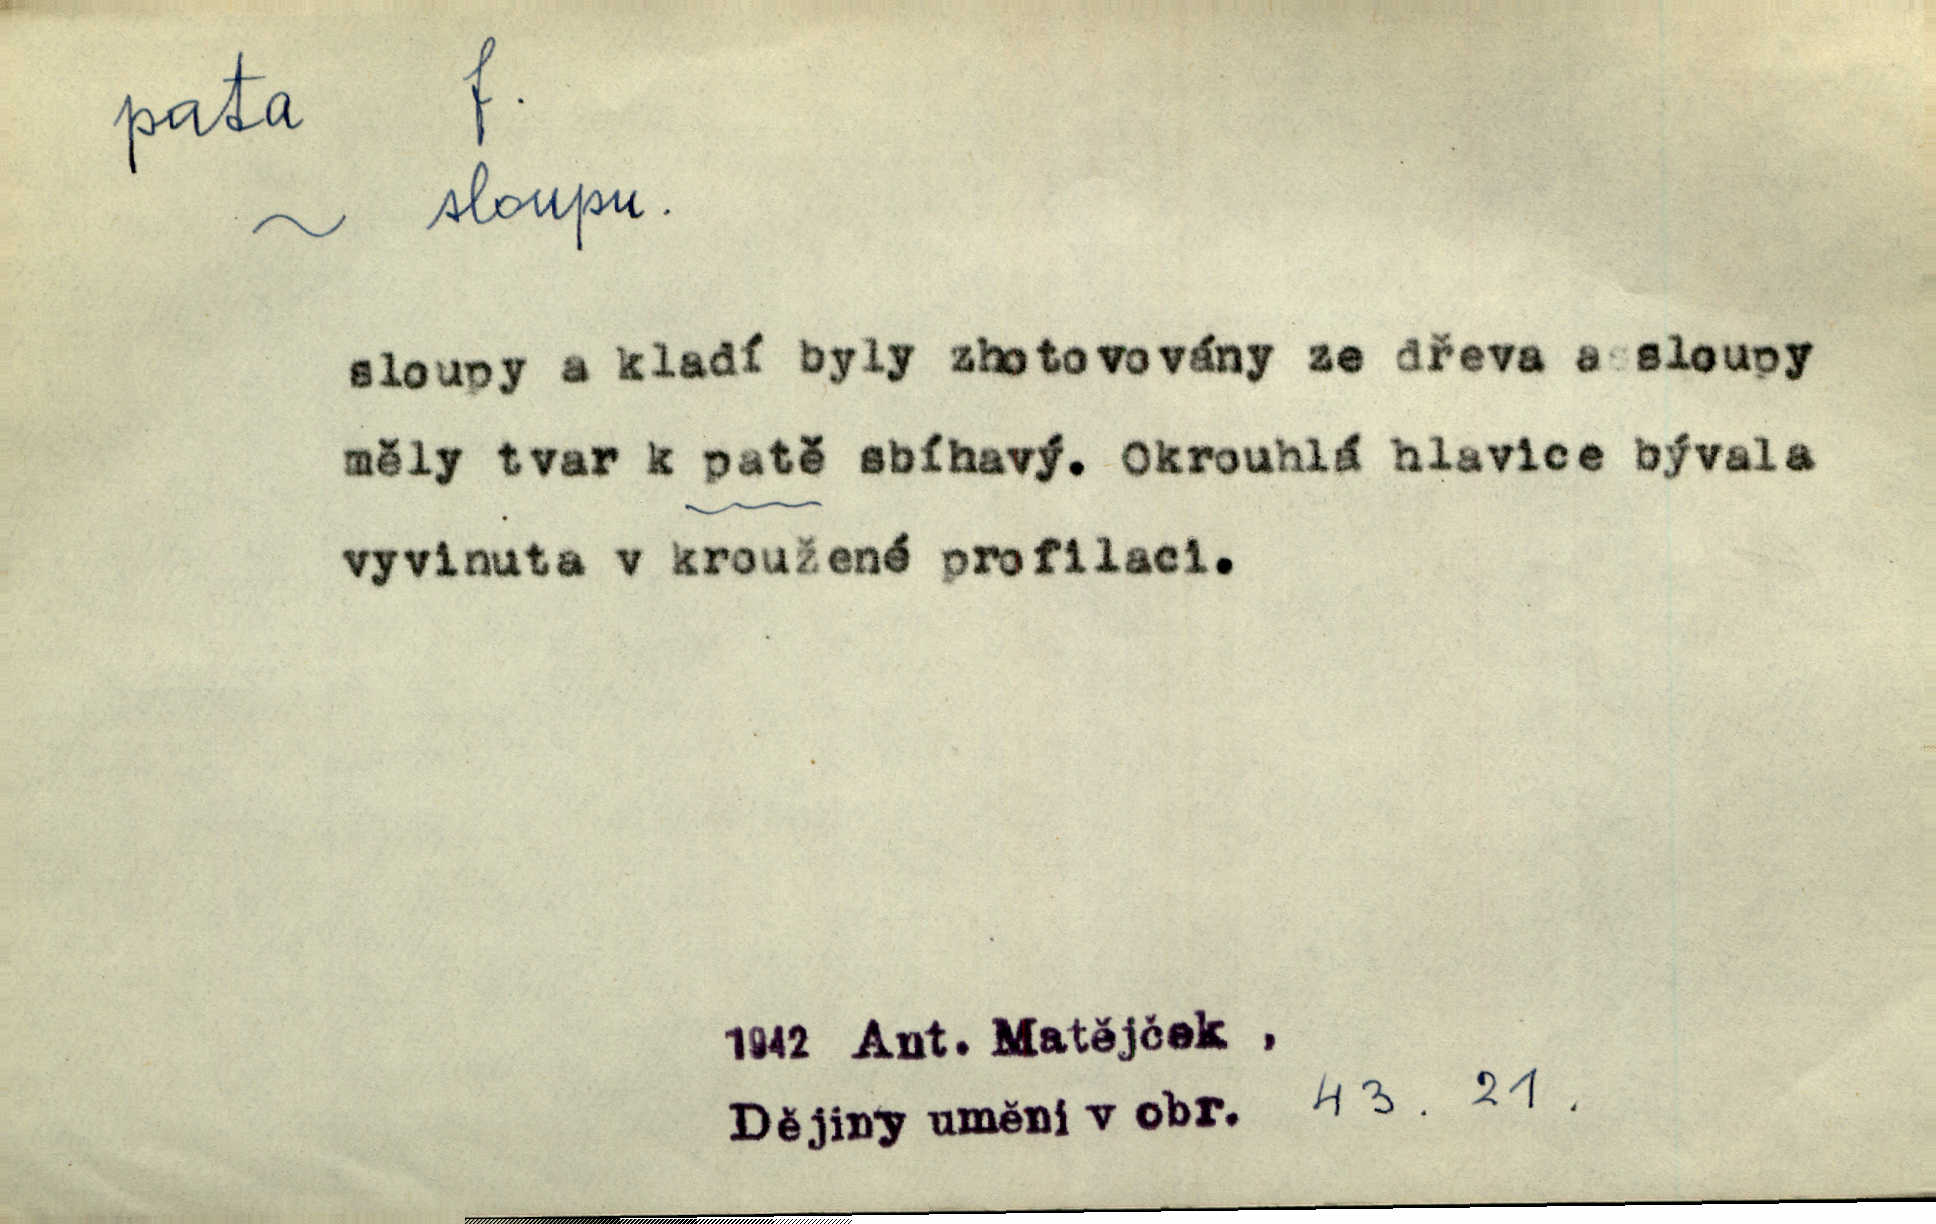 pata f.
~ sloupu.
sloupy a kladí byly zhotovovány ze dřeva a sloupy
měly tvar k patě sbíhavý. Okrouhlá hlavice bývala
vyvinuta v kroužené profilaci.
1942 Ant. Matějček ,
Dějiny umění v obr. 43. 21.